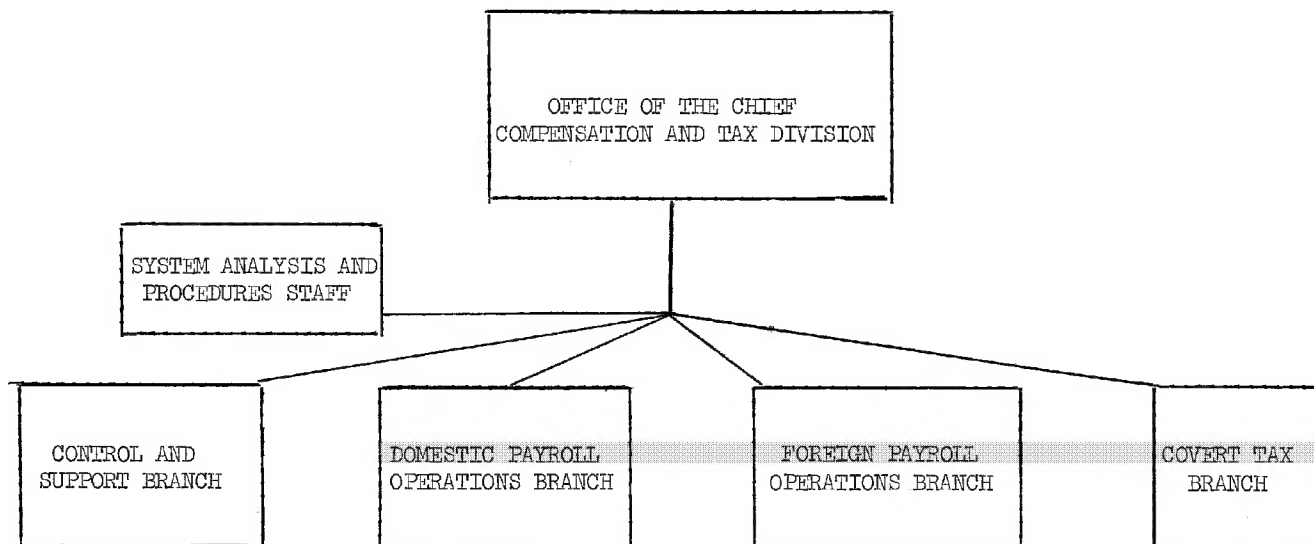 OFFICE OF THE CHIEF
COMPENSATION AND TAX DIVISION
SYSTEM ANALYSIS AND
PROCEDURES STAFF
CONTROL AND
SUPPORT BRANCH
DOMESTIC PAYROLL
OPERATIONS BRANCH
FOREIGN PAYROLL
OPERATIONS BRANCH
COVERT TAX
BRANCH